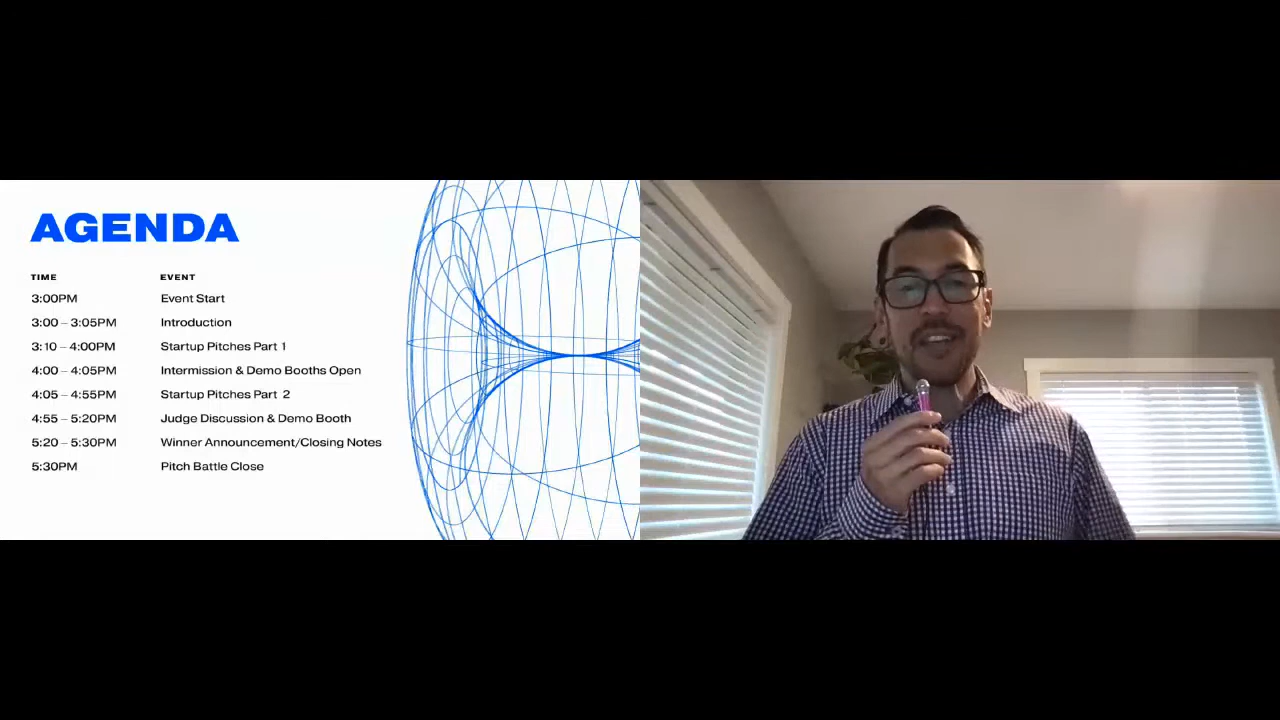 AGENDA
TIME EVENT
3:00PM Event Start
3:00 – 3:05PM Introduction
3:10 – 4:00PM Startup Pitches Part 1
4:00 – 4:05PM Intermission & Demo Booths Open
4:05 – 4:55PM Startup Pitches Part 2
4:55 – 5:20PM Judge Discussion & Demo Booth
5:20 – 5:30PM Winner Announcement/Closing Notes
5:30PM Pitch Battle Close